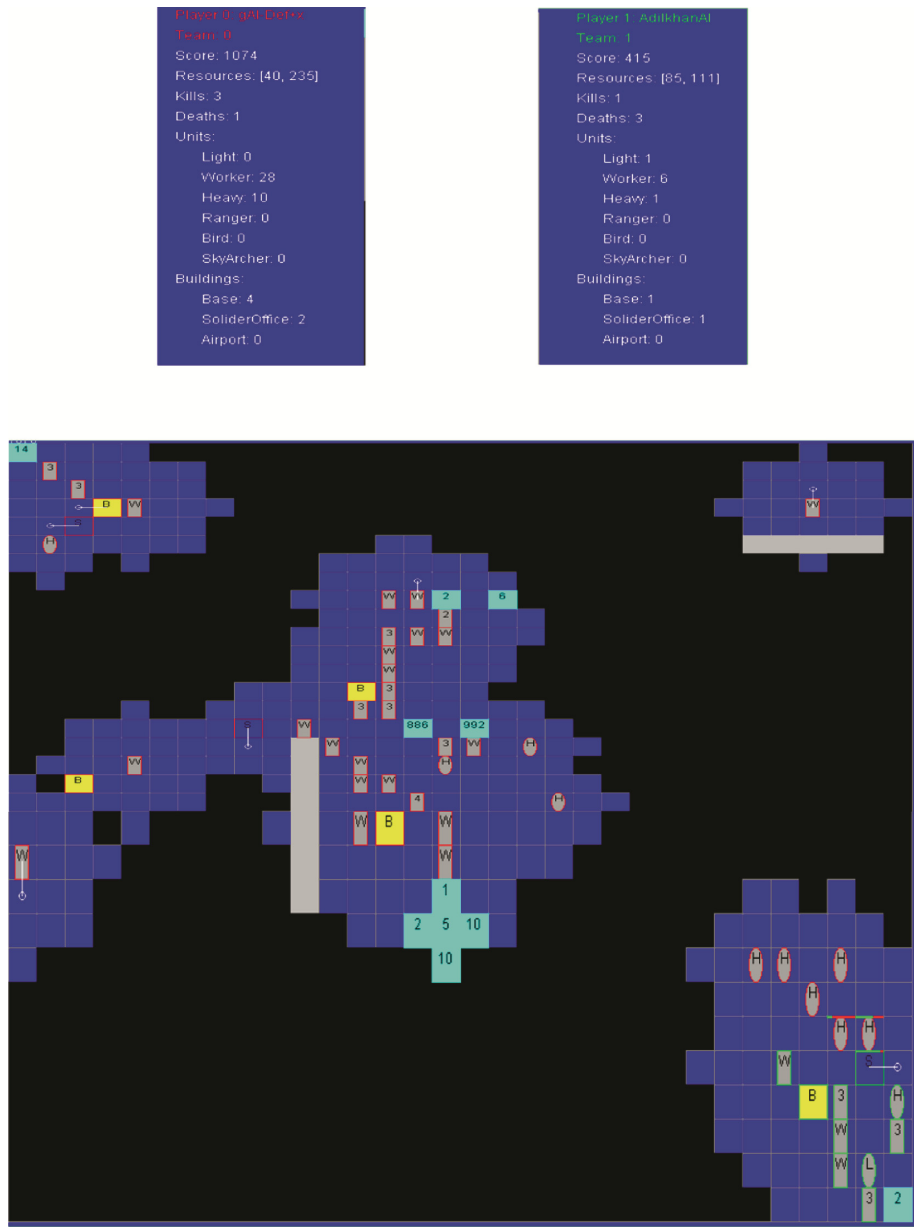 Team: 0
Score: 1074
Resources: [40, 235]
Kills: 3
Deaths: 1
Units:
Light: 0
Worker: 28
Heavy: 10
Ranger: 0
Bird: 0
SkyArcher: 0
Buildings:
Base: 4
SoliderOffice: 2
Airport: 0
Player 1: AdilkhanAI
Team: 1
Score: 415
Resources: [85, 111]
Kills: 1
Deaths: 3
Units:
Light: 1
Worker: 6
Heavy: 1
Ranger: 0
Bird: 0
SkyArcher: 0
Buildings:
Base: 1
SoliderOffice: 1
Airport: 0
14
3
3
B W W
S
H
W W 2 6
2
3 W W
W
W
B 3
3 3
S W 886 992
W 3 W H
W W H
B W W
4 H
W B W
W W
1
2 5 10
10
H H H
H
H H
W S
B 3 H
W 3
W L
3 2